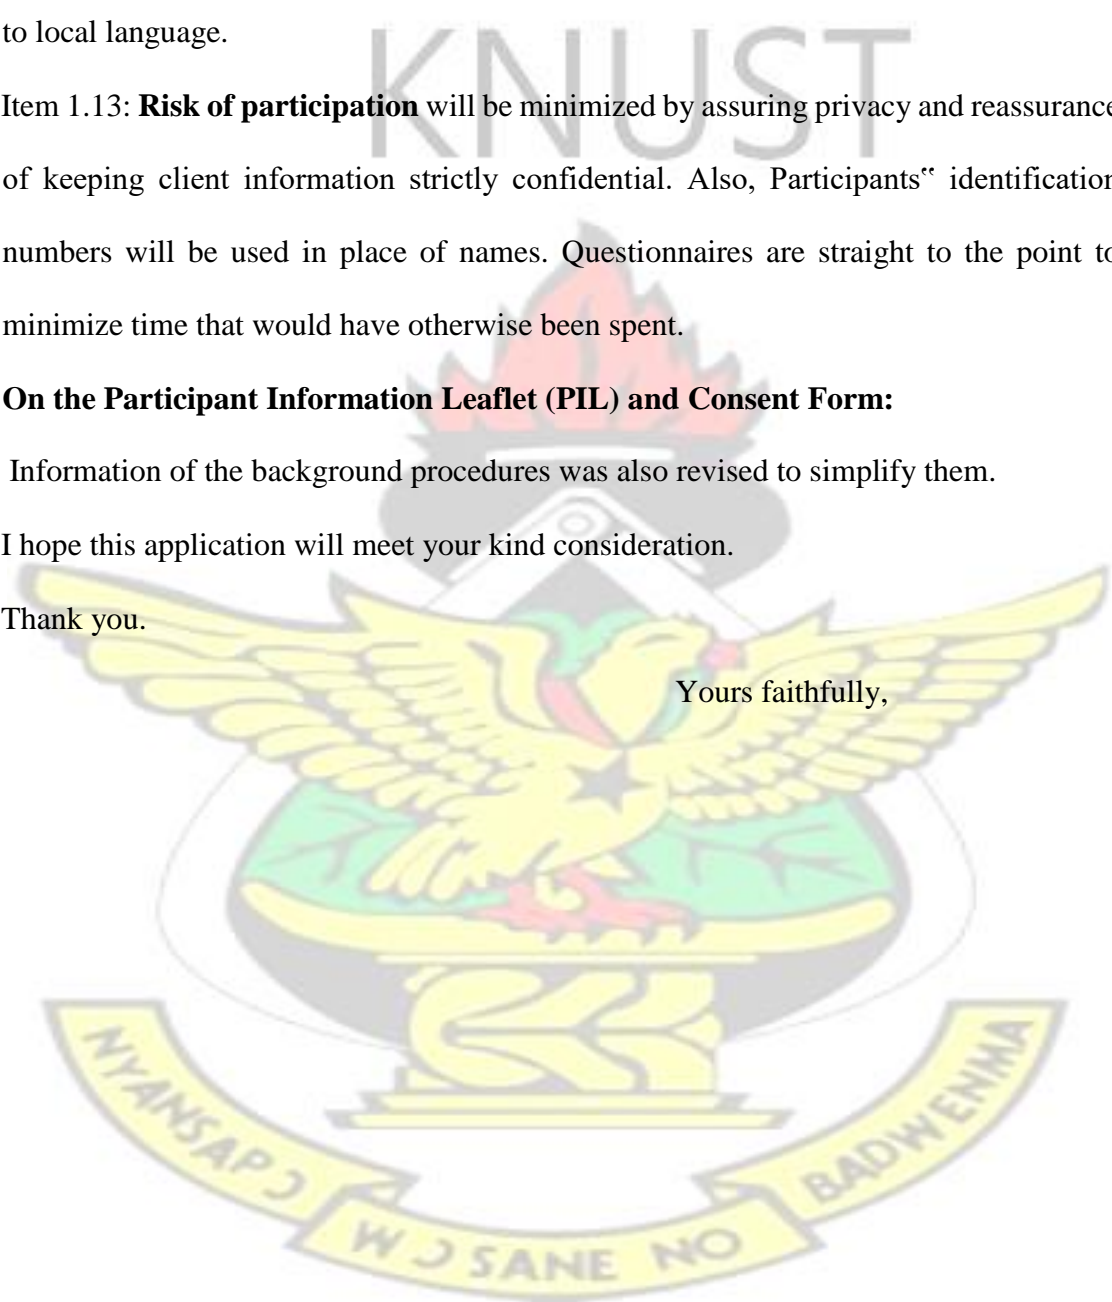 KNUST
to local language.
Item 1.13: Risk of participation will be minimized by assuring privacy and reassurance
of keeping client information strictly confidential. Also, Participants‟ identification
numbers will be used in place of names. Questionnaires are straight to the point to
minimize time that would have otherwise been spent.
On the Participant Information Leaflet (PIL) and Consent Form:
Information of the background procedures was also revised to simplify them.
I hope this application will meet your kind consideration.
Thank you.
Yours faithfully,
NYANSAPƆ
WƆSANE NO
BADWENMA